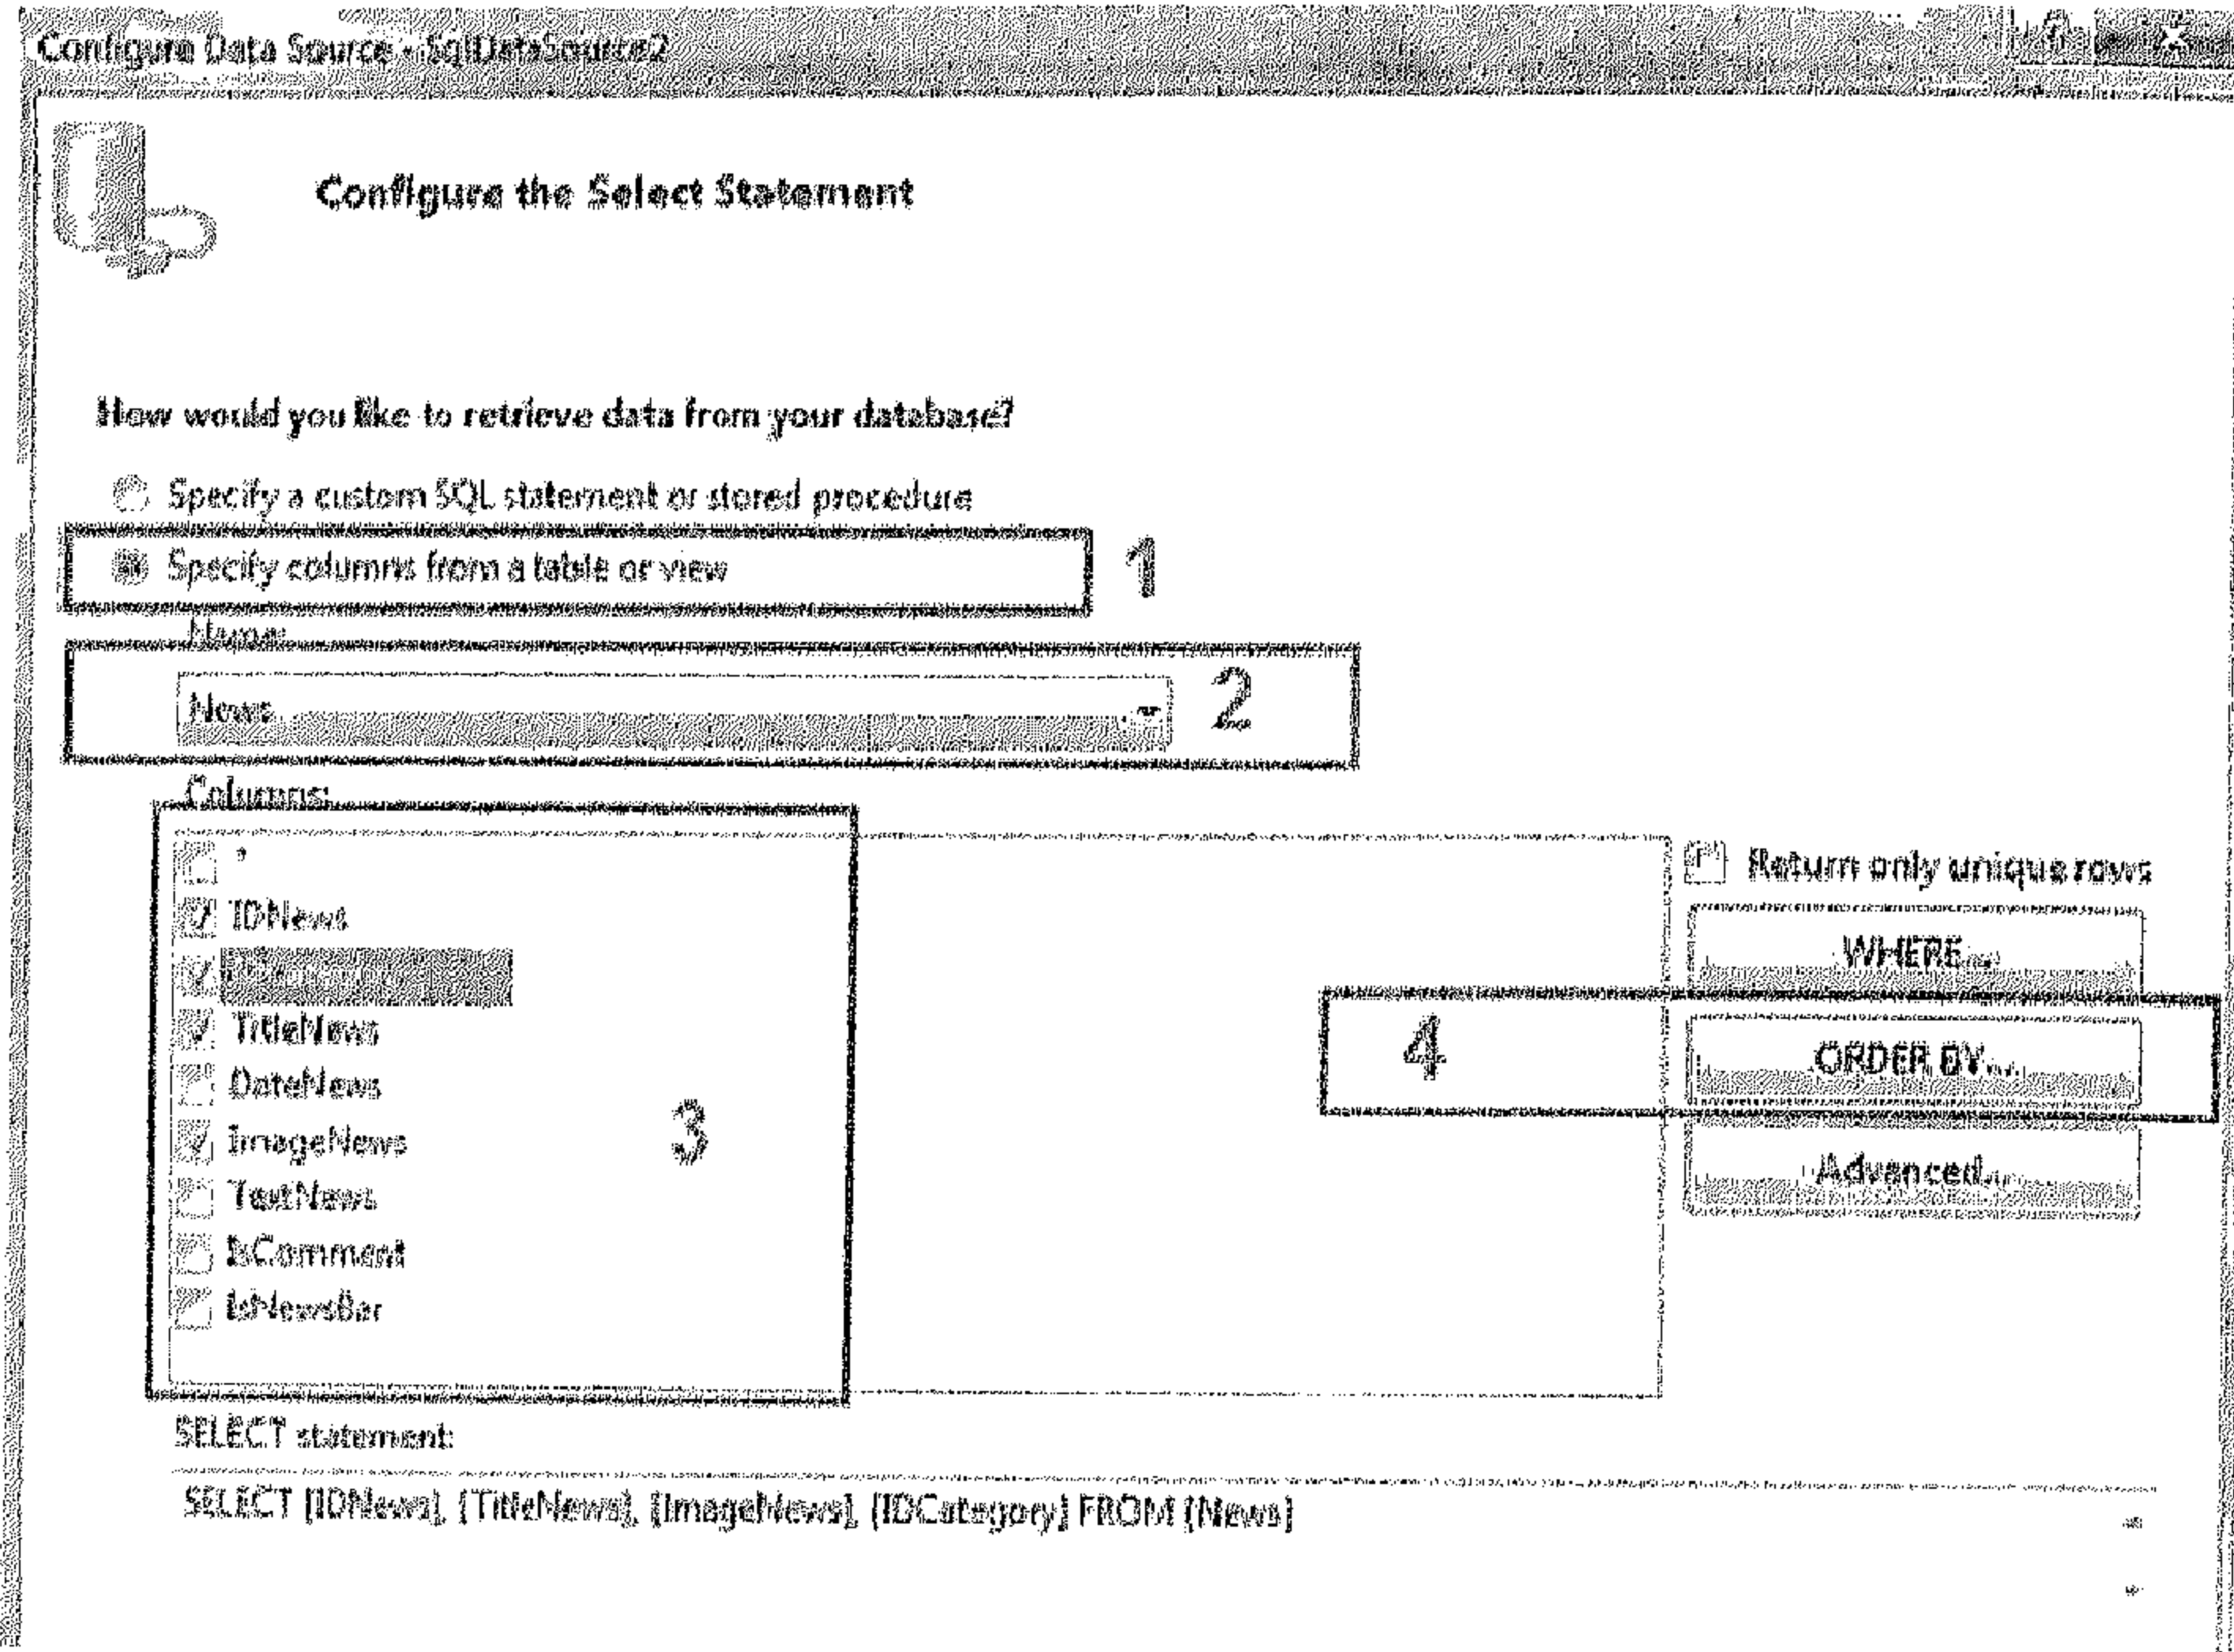 Configure Data Source - SqlDataSource2
Configure the Select Statement
How would you like to retrieve data from your database?
Specify a custom SQL statement or stored procedure
Specify columns from a table or view
1
Name:
News
2
Columns:
*
IDNews
TitleNews
DateNews
ImageNews
TextNews
IsComment
IsNewsBar
3
Return only unique rows
WHERE...
4
ORDER BY...
Advanced...
SELECT statement:
SELECT [IDNews], [TitleNews], [ImageNews], [IDCategory] FROM [News]